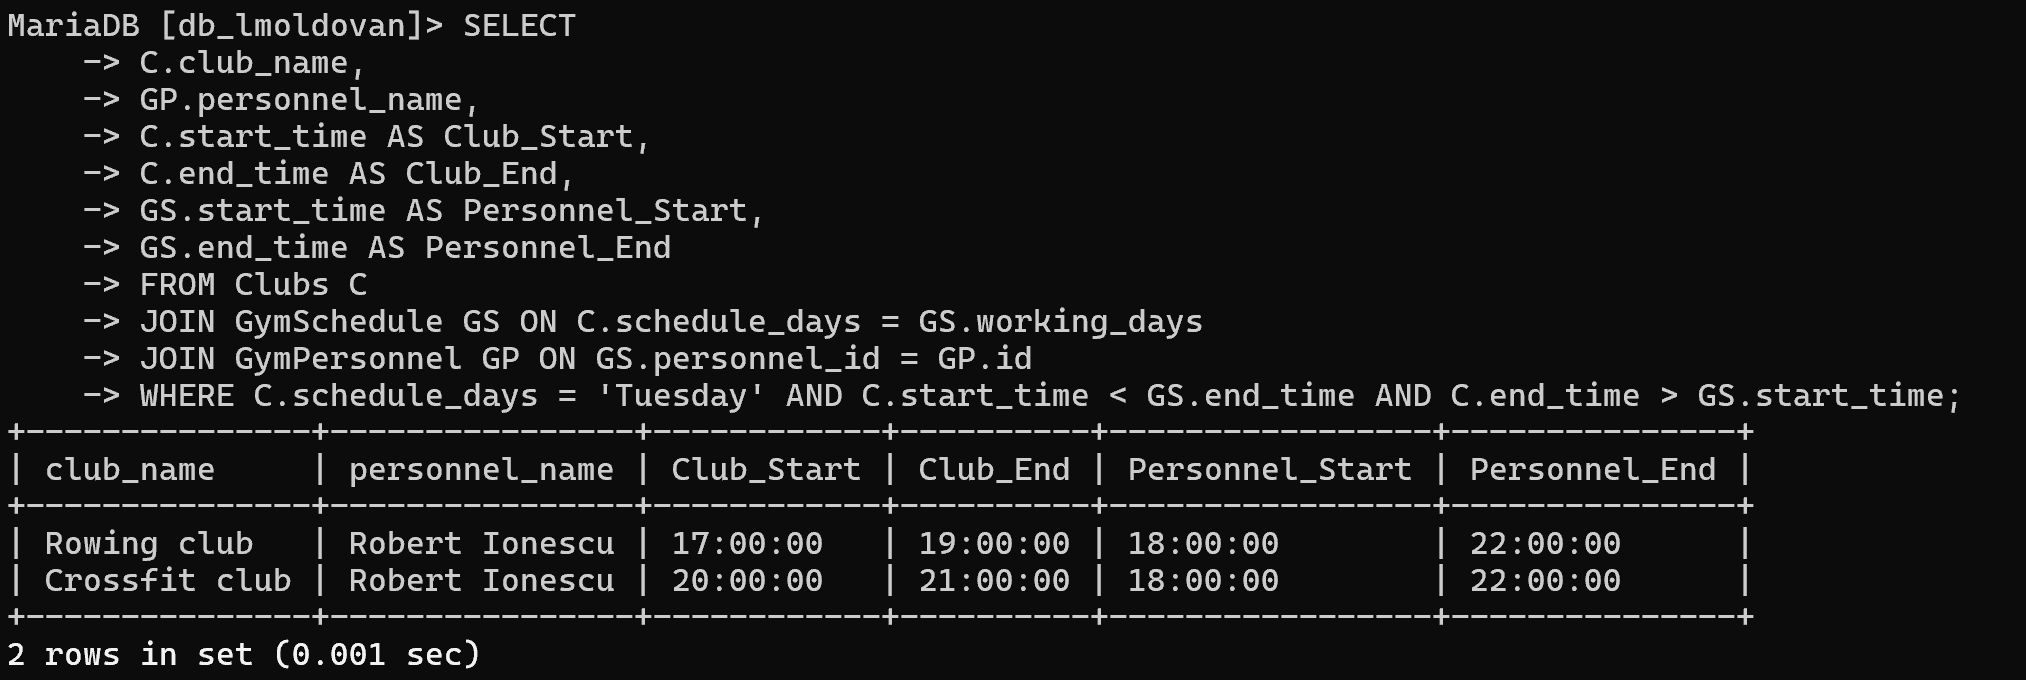 MariaDB [db_lmoldovan]> SELECT
    -> C.club_name,
    -> GP.personnel_name,
    -> C.start_time AS Club_Start,
    -> C.end_time AS Club_End,
    -> GS.start_time AS Personnel_Start,
    -> GS.end_time AS Personnel_End
    -> FROM Clubs C
    -> JOIN GymSchedule GS ON C.schedule_days = GS.working_days
    -> JOIN GymPersonnel GP ON GS.personnel_id = GP.id
    -> WHERE C.schedule_days = 'Tuesday' AND C.start_time < GS.end_time AND C.end_time > GS.start_time;
+---------------+----------------+------------+----------+-----------------+---------------+
| club_name     | personnel_name | Club_Start | Club_End | Personnel_Start | Personnel_End |
+---------------+----------------+------------+----------+-----------------+---------------+
| Rowing club   | Robert Ionescu | 17:00:00   | 19:00:00 | 18:00:00        | 22:00:00      |
| Crossfit club | Robert Ionescu | 20:00:00   | 21:00:00 | 18:00:00        | 22:00:00      |
+---------------+----------------+------------+----------+-----------------+---------------+
2 rows in set (0.001 sec)